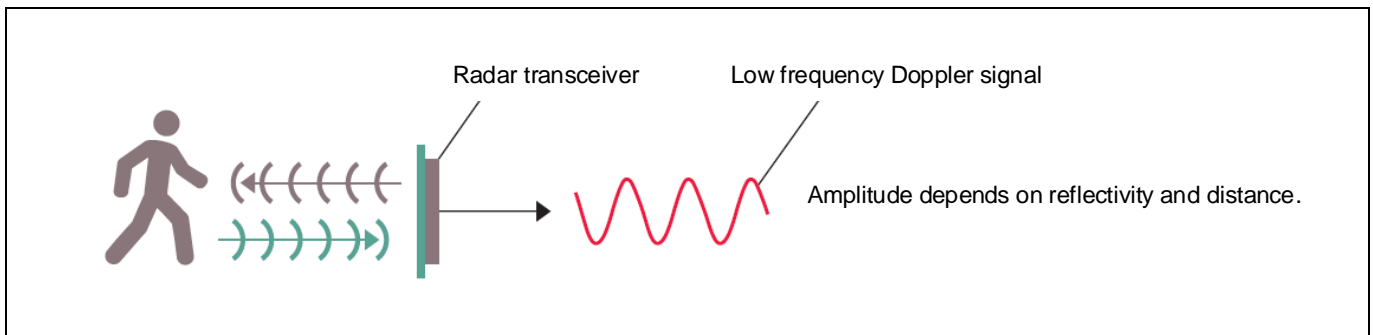 Radar transceiver
Low frequency Doppler signal
Amplitude depends on reflectivity and distance.